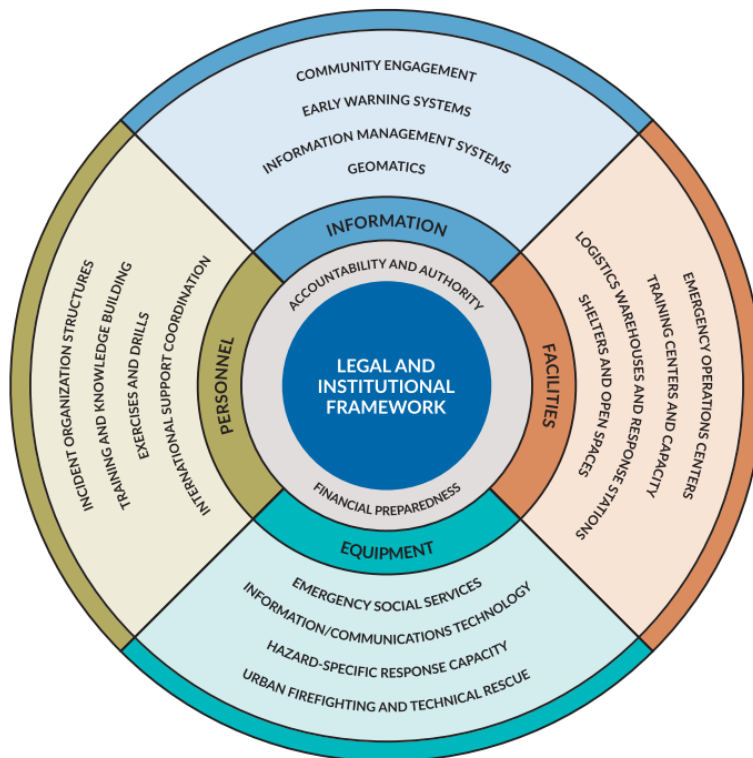 COMMUNITY ENGAGEMENT
EARLY WARNING SYSTEMS
INFORMATION MANAGEMENT SYSTEMS
GEOMATICS
INFORMATION
ACCOUNTABILITY AND AUTHORITY
LEGAL AND
INSTITUTIONAL
FRAMEWORK
FINANCIAL PREPAREDNESS
PERSONNEL
INCIDENT ORGANIZATION STRUCTURES
TRAINING AND KNOWLEDGE BUILDING
EXERCISES AND DRILLS
INTERNATIONAL SUPPORT COORDINATION
FACILITIES
EMERGENCY OPERATIONS CENTERS
TRAINING CENTERS AND CAPACITY
LOGISTICS WAREHOUSES AND RESPONSE STATIONS
SHELTERS AND OPEN SPACES
EQUIPMENT
EMERGENCY SOCIAL SERVICES
INFORMATION/COMMUNICATIONS TECHNOLOGY
HAZARD-SPECIFIC RESPONSE CAPACITY
URBAN FIREFIGHTING AND TECHNICAL RESCUE